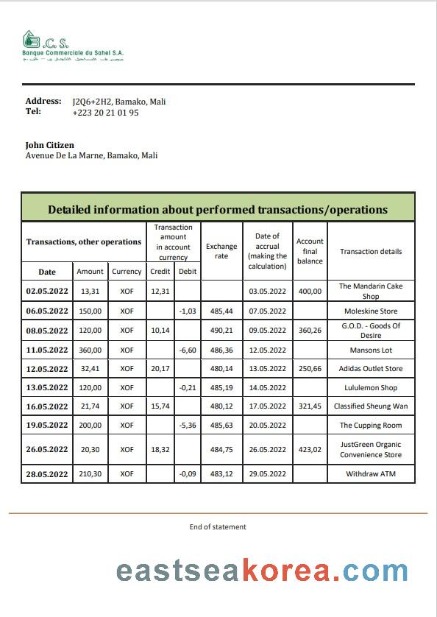 B.C.S.
Banque Commerciale du Sahel S.A.
Address: J2Q6+2H2, Bamako, Mali
Tel: +223 20 21 01 95
John Citizen
Avenue De La Marne, Bamako, Mali
Detailed information about performed transactions/operations
Transactions, other operations
Transaction
amount
in account
currency
Exchange
rate
Date of
accrual
(making the
calculation)
Account
final
balance
Transaction details
Date Amount Currency Credit Debit
02.05.2022 13,31 XOF 12,31 03.05.2022 400,00 The Mandarin Cake
Shop
06.05.2022 150,00 XOF -1,03 485,44 07.05.2022 Moleskine Store
08.05.2022 120,00 XOF 10,14 490,21 09.05.2022 360,26 G.O.D. - Goods Of
Desire
11.05.2022 360,00 XOF -6,60 486,36 12.05.2022 Mansons Lot
12.05.2022 32,41 XOF 20,17 480,14 13.05.2022 250,66 Adidas Outlet Store
13.05.2022 120,00 XOF -0,21 485,19 14.05.2022 Lululemon Shop
16.05.2022 21,74 XOF 15,74 480,12 17.05.2022 321,45 Classified Sheung Wan
19.05.2022 200,00 XOF -5,36 485,63 20.05.2022 The Cupping Room
26.05.2022 20,30 XOF 18,32 484,75 26.05.2022 423,02 JustGreen Organic
Convenience Store
28.05.2022 210,30 XOF -0,09 483,12 29.05.2022 Withdraw ATM
End of statement
eastseakorea.com